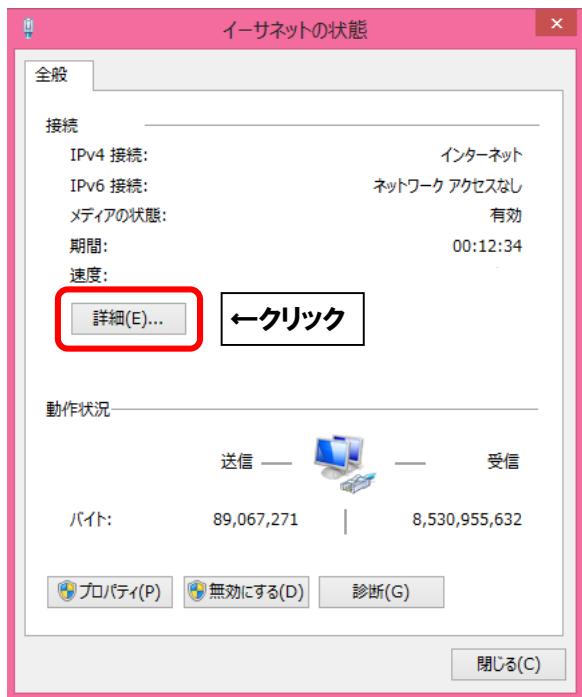 イーサネットの状態
全般
接続
IPv4 接続: インターネット
IPv6 接続: ネットワーク アクセスなし
メディアの状態: 有効
期間: 00:12:34
速度:
詳細(E)... ←クリック
動作状況
送信 受信
バイト: 89,067,271 8,530,955,632
プロパティ(P) 無効にする(D) 診断(G)
閉じる(C)